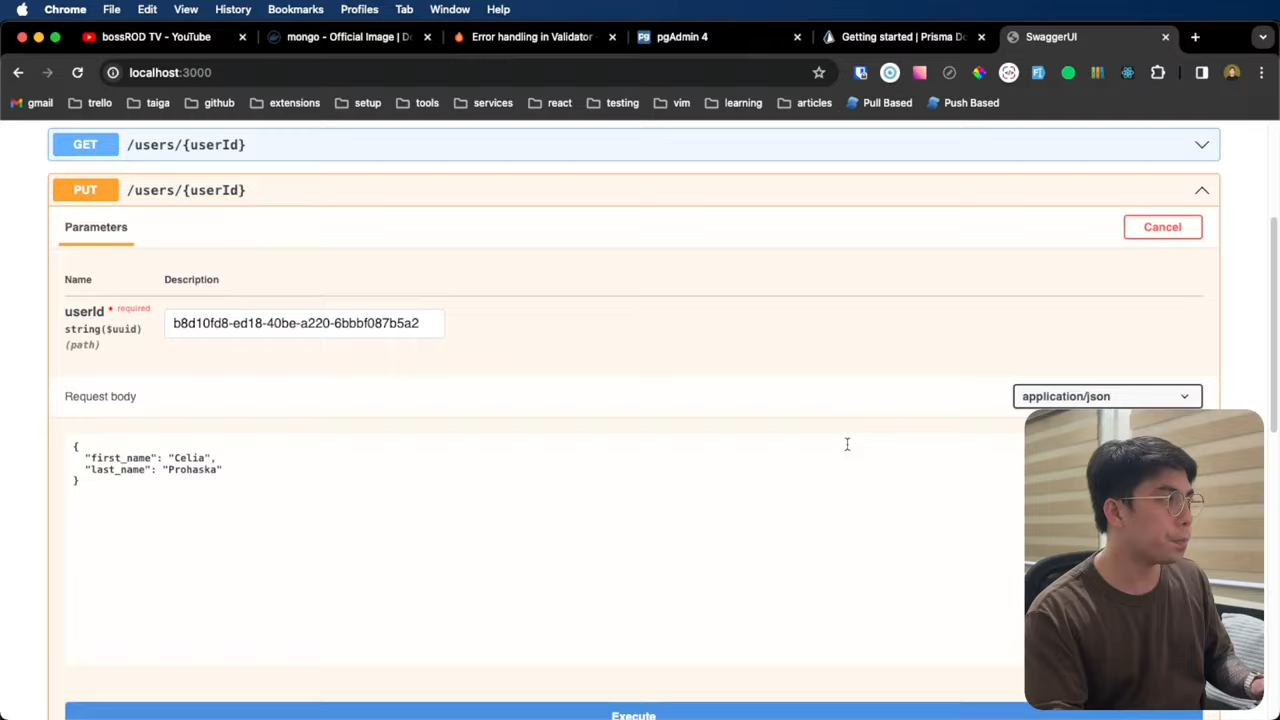 Chrome File Edit View History Bookmarks Profiles Tab Window Help
bossROD TV - YouTube mongo - Official Image | Do Error handling in Validator pgAdmin 4 Getting started | Prisma Do SwaggerUI
localhost:3000
gmail trello taiga github extensions setup tools services react testing vim learning articles Pull Based Push Based
GET /users/{userId}
PUT /users/{userId}
Parameters Cancel
Name Description
userId * required
string($uuid)
(path)
b8d10fd8-ed18-40be-a220-6bbbf087b5a2
Request body application/json
{
"first_name": "Celia",
"last_name": "Prohaska"
}
Execute